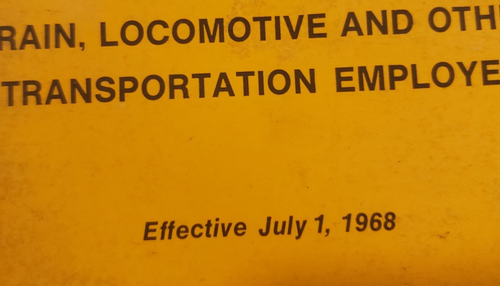 RAIN, LOCOMOTIVE AND OTH
TRANSPORTATION EMPLOYE
Effective July 1, 1968